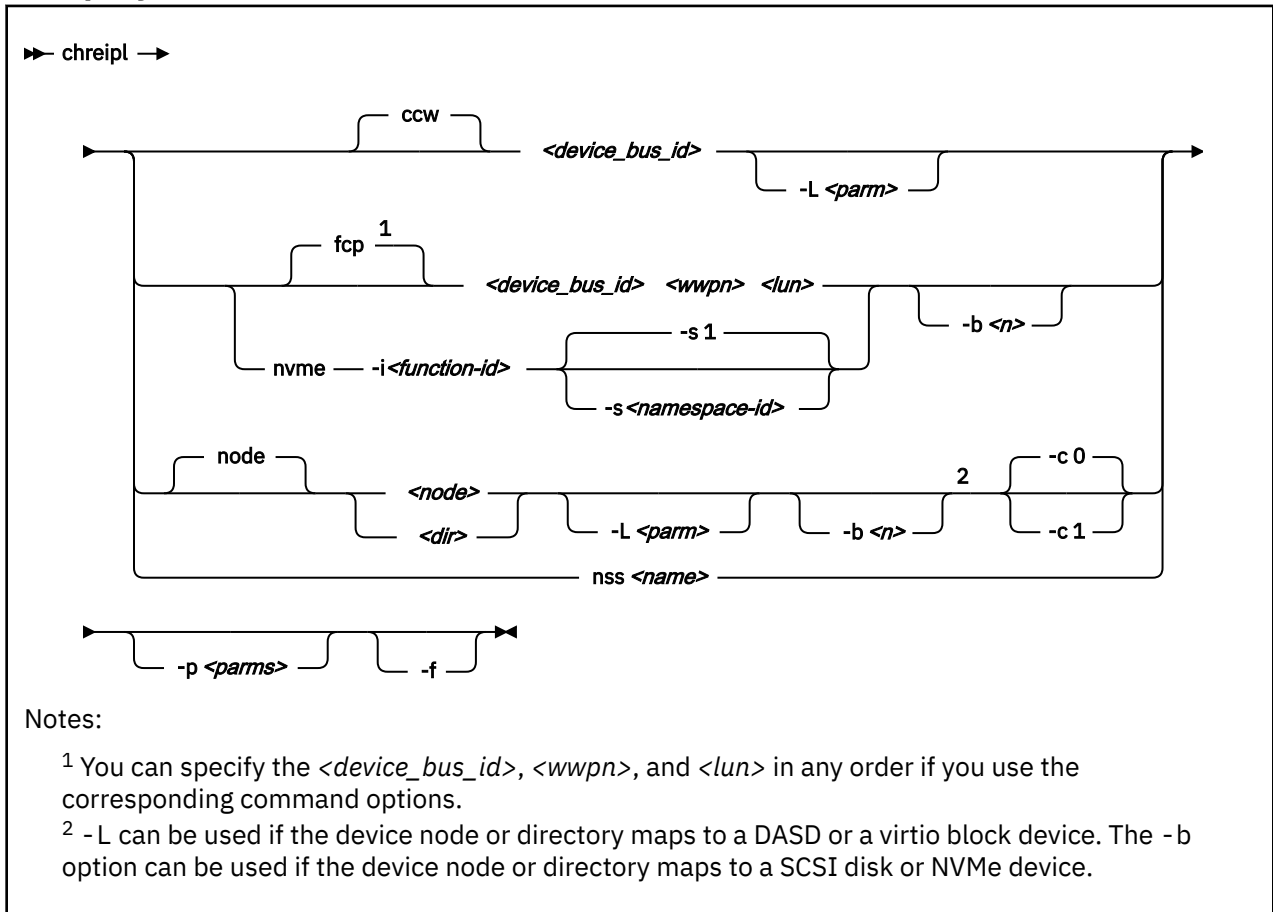 chreipl
ccw
<device_bus_id>
-L <parm>
fcp 1
<device_bus_id> <wwpn> <lun>
-b <n>
-s 1
nvme -i<function-id>
-s<namespace-id>
node
<node>
<dir>
-L <parm>
-b <n>
2
-c 0
-c 1
nss <name>
-p <parms>
-f
Notes:
1 You can specify the <device_bus_id>, <wwpn>, and <lun> in any order if you use the
corresponding command options.
2 -L can be used if the device node or directory maps to a DASD or a virtio block device. The -b
option can be used if the device node or directory maps to a SCSI disk or NVMe device.